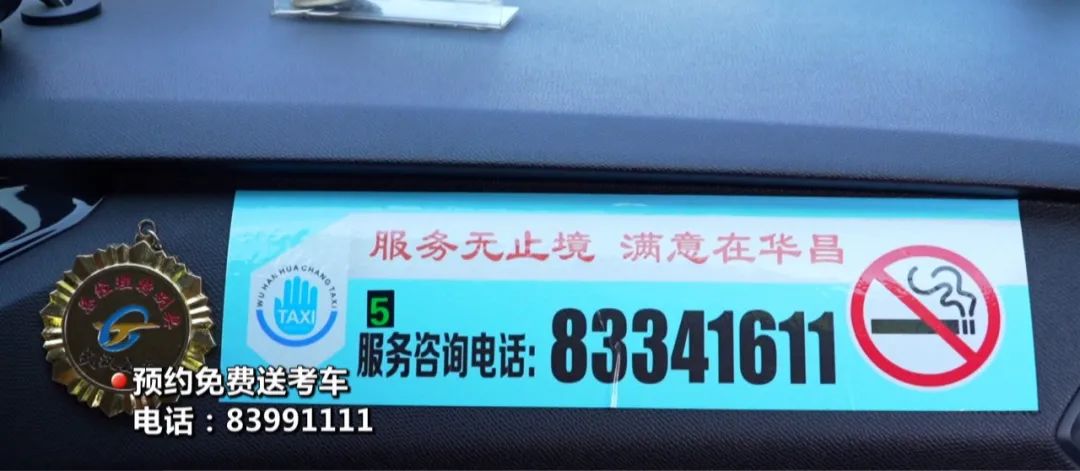 服务无止境 满意在华昌
WU HAN HUA CHANG TAXI
TAXI
5
服务咨询电话:83341611
预约免费送考车
电话：83991111